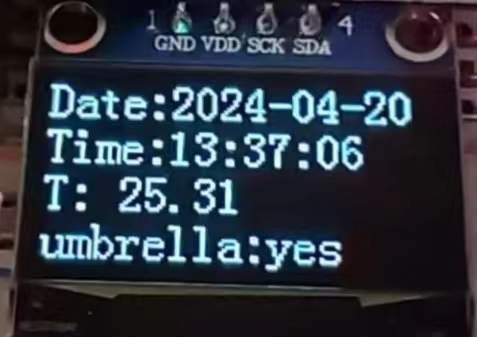 1 4
GND VDD SCK SDA
Date:2024-04-20
Time:13:37:06
T: 25.31
umbrella:yes